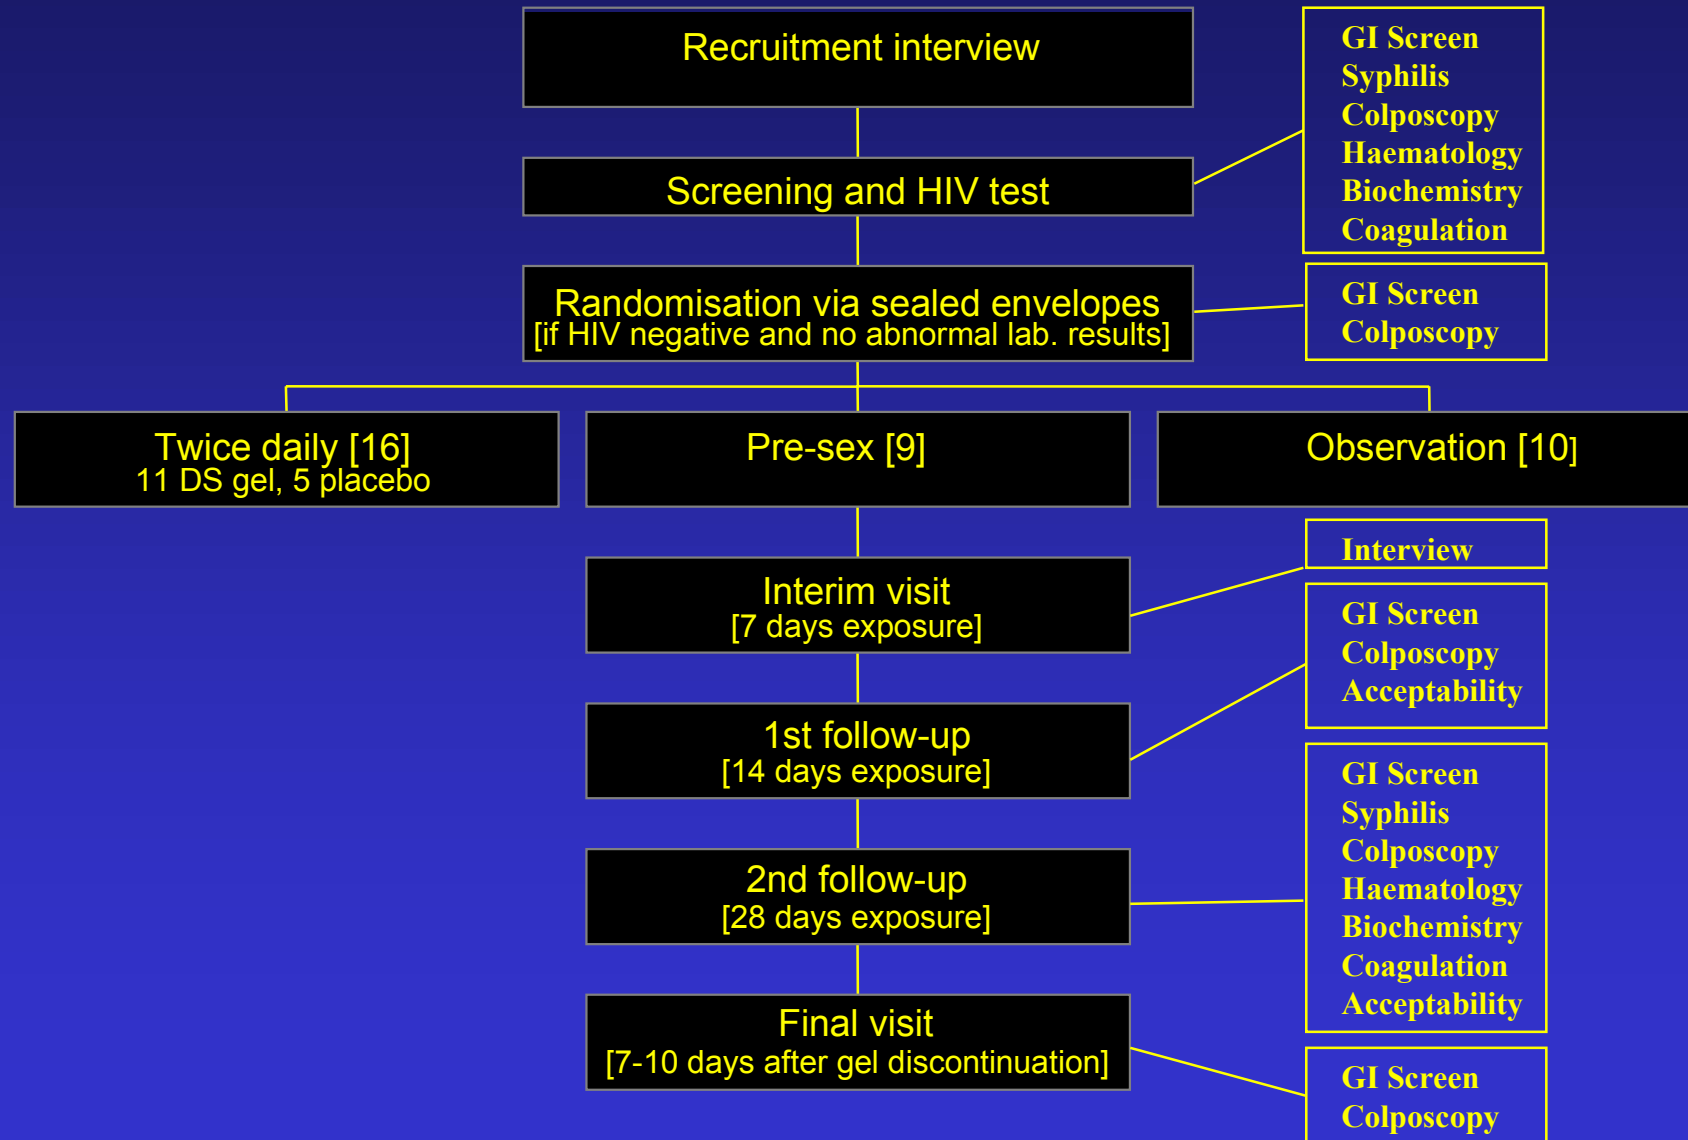 Recruitment interview
GI Screen
Syphilis
Colposcopy
Haematology
Biochemistry
Coagulation
Screening and HIV test
Randomisation via sealed envelopes
[if HIV negative and no abnormal lab. results]
GI Screen
Colposcopy
Twice daily [16]
11 DS gel, 5 placebo
Pre-sex [9]
Observation [10]
Interim visit
[7 days exposure]
Interview
1st follow-up
[14 days exposure]
GI Screen
Colposcopy
Acceptability
2nd follow-up
[28 days exposure]
GI Screen
Syphilis
Colposcopy
Haematology
Biochemistry
Coagulation
Acceptability
Final visit
[7-10 days after gel discontinuation]
GI Screen
Colposcopy